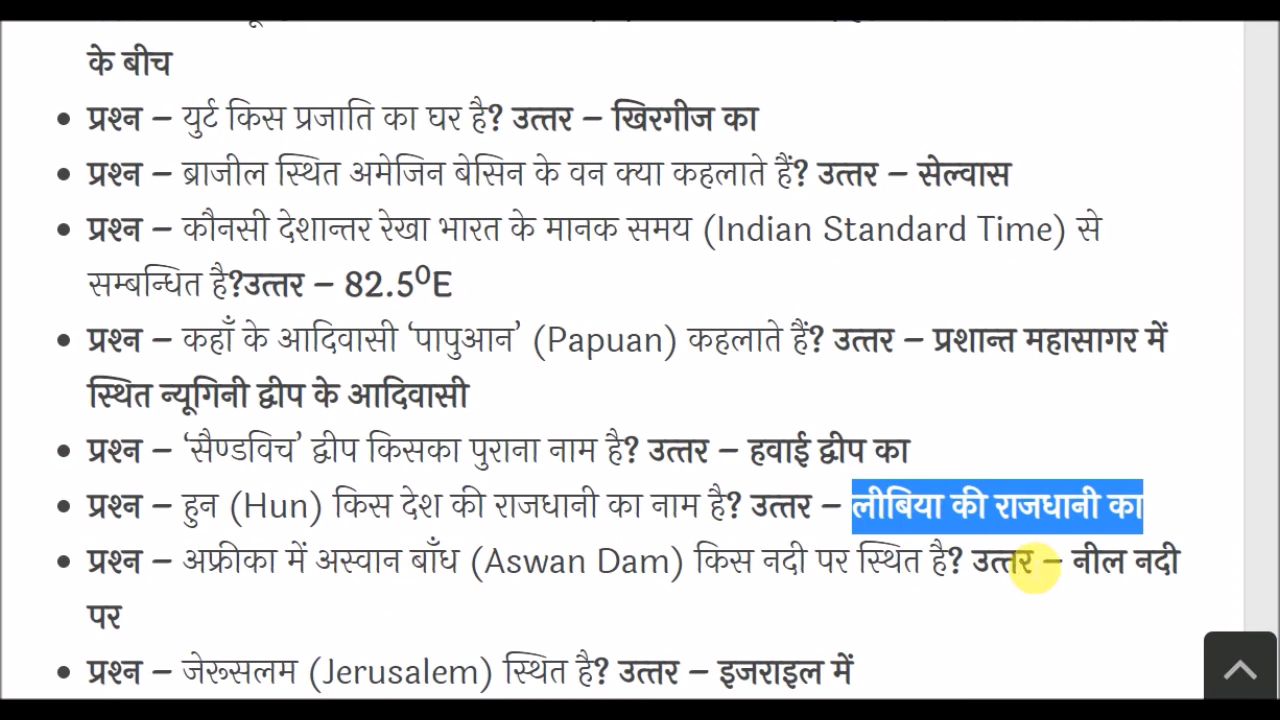 के बीच
• प्रश्न – युर्ट किस प्रजाति का घर है? उत्तर – खिरगीज का
• प्रश्न – ब्राजील स्थित अमेजिन बेसिन के वन क्या कहलाते हैं? उत्तर – सेल्वास
• प्रश्न – कौनसी देशान्तर रेखा भारत के मानक समय (Indian Standard Time) से
सम्बन्धित है?उत्तर – 82.5⁰E
• प्रश्न – कहाँ के आदिवासी ‘पापुआन’ (Papuan) कहलाते हैं? उत्तर – प्रशान्त महासागर में
स्थित न्यूगिनी द्वीप के आदिवासी
• प्रश्न – ‘सैण्डविच’ द्वीप किसका पुराना नाम है? उत्तर – हवाई द्वीप का
• प्रश्न – हुन (Hun) किस देश की राजधानी का नाम है? उत्तर – लीबिया की राजधानी का
• प्रश्न – अफ्रीका में अस्वान बाँध (Aswan Dam) किस नदी पर स्थित है? उत्तर – नील नदी
पर
• प्रश्न – जेरूसलम (Jerusalem) स्थित है? उत्तर – इजराइल में